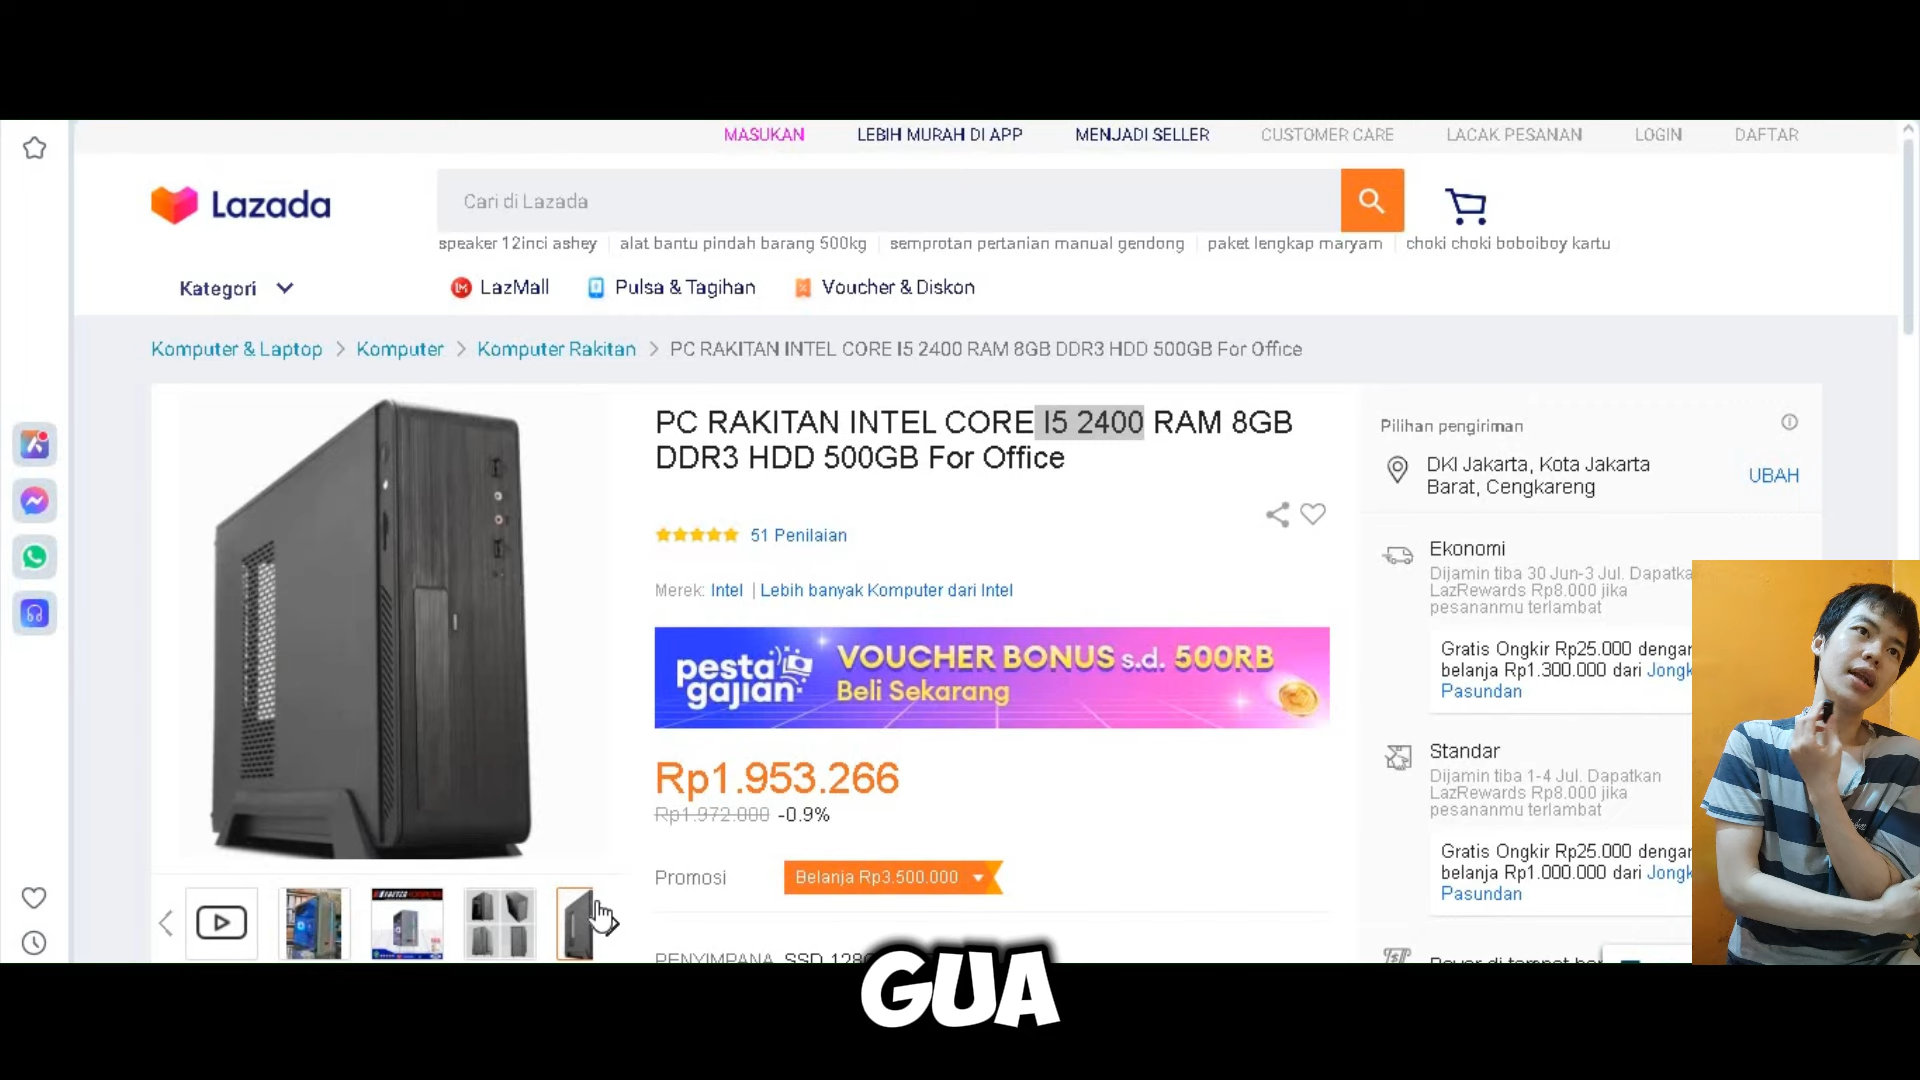 MASUKAN LEBIH MURAH DI APP MENJADI SELLER CUSTOMER CARE LACAK PESANAN LOGIN DAFTAR
Lazada
Cari di Lazada
speaker 12inci ashey alat bantu pindah barang 500kg semprotan pertanian manual gendong paket lengkap maryam choki choki boboiboy kartu
Kategori LazMall Pulsa & Tagihan Voucher & Diskon
Komputer & Laptop > Komputer > Komputer Rakitan > PC RAKITAN INTEL CORE I5 2400 RAM 8GB DDR3 HDD 500GB For Office
PC RAKITAN INTEL CORE I5 2400 RAM 8GB
DDR3 HDD 500GB For Office
51 Penilaian
Merek: Intel | Lebih banyak Komputer dari Intel
pesta gajian
VOUCHER BONUS s.d. 500RB
Beli Sekarang
Rp1.953.266
Rp1.972.000 -0.9%
Promosi Belanja Rp3.500.000
Pilihan pengiriman
DKI Jakarta, Kota Jakarta
Barat, Cengkareng
UBAH
Ekonomi
Dijamin tiba 30 Jun-3 Jul. Dapatka
LazRewards Rp8.000 jika
pesananmu terlambat
Gratis Ongkir Rp25.000 dengar
belanja Rp1.300.000 dari Jongk
Pasundan
Standar
Dijamin tiba 1-4 Jul. Dapatkan
LazRewards Rp8.000 jika
pesananmu terlambat
Gratis Ongkir Rp25.000 dengar
belanja Rp1.000.000 dari Jongk
Pasundan
GUA